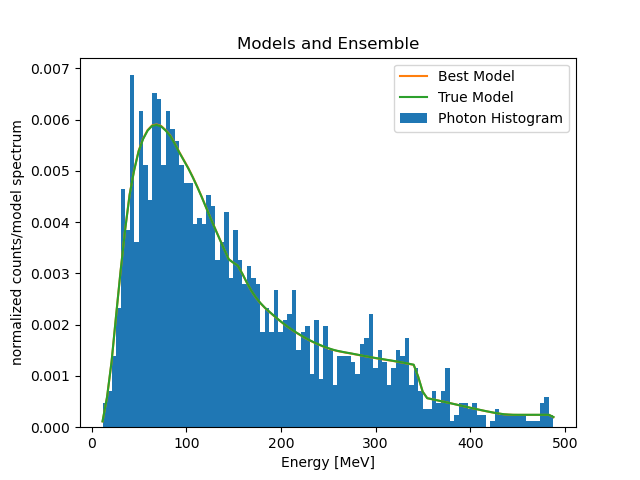 Models and Ensemble
Best Model
True Model
Photon Histogram
normalized counts/model spectrum
0.007
0.006
0.005
0.004
0.003
0.002
0.001
0.000
0 100 200 300 400 500
Energy [MeV]